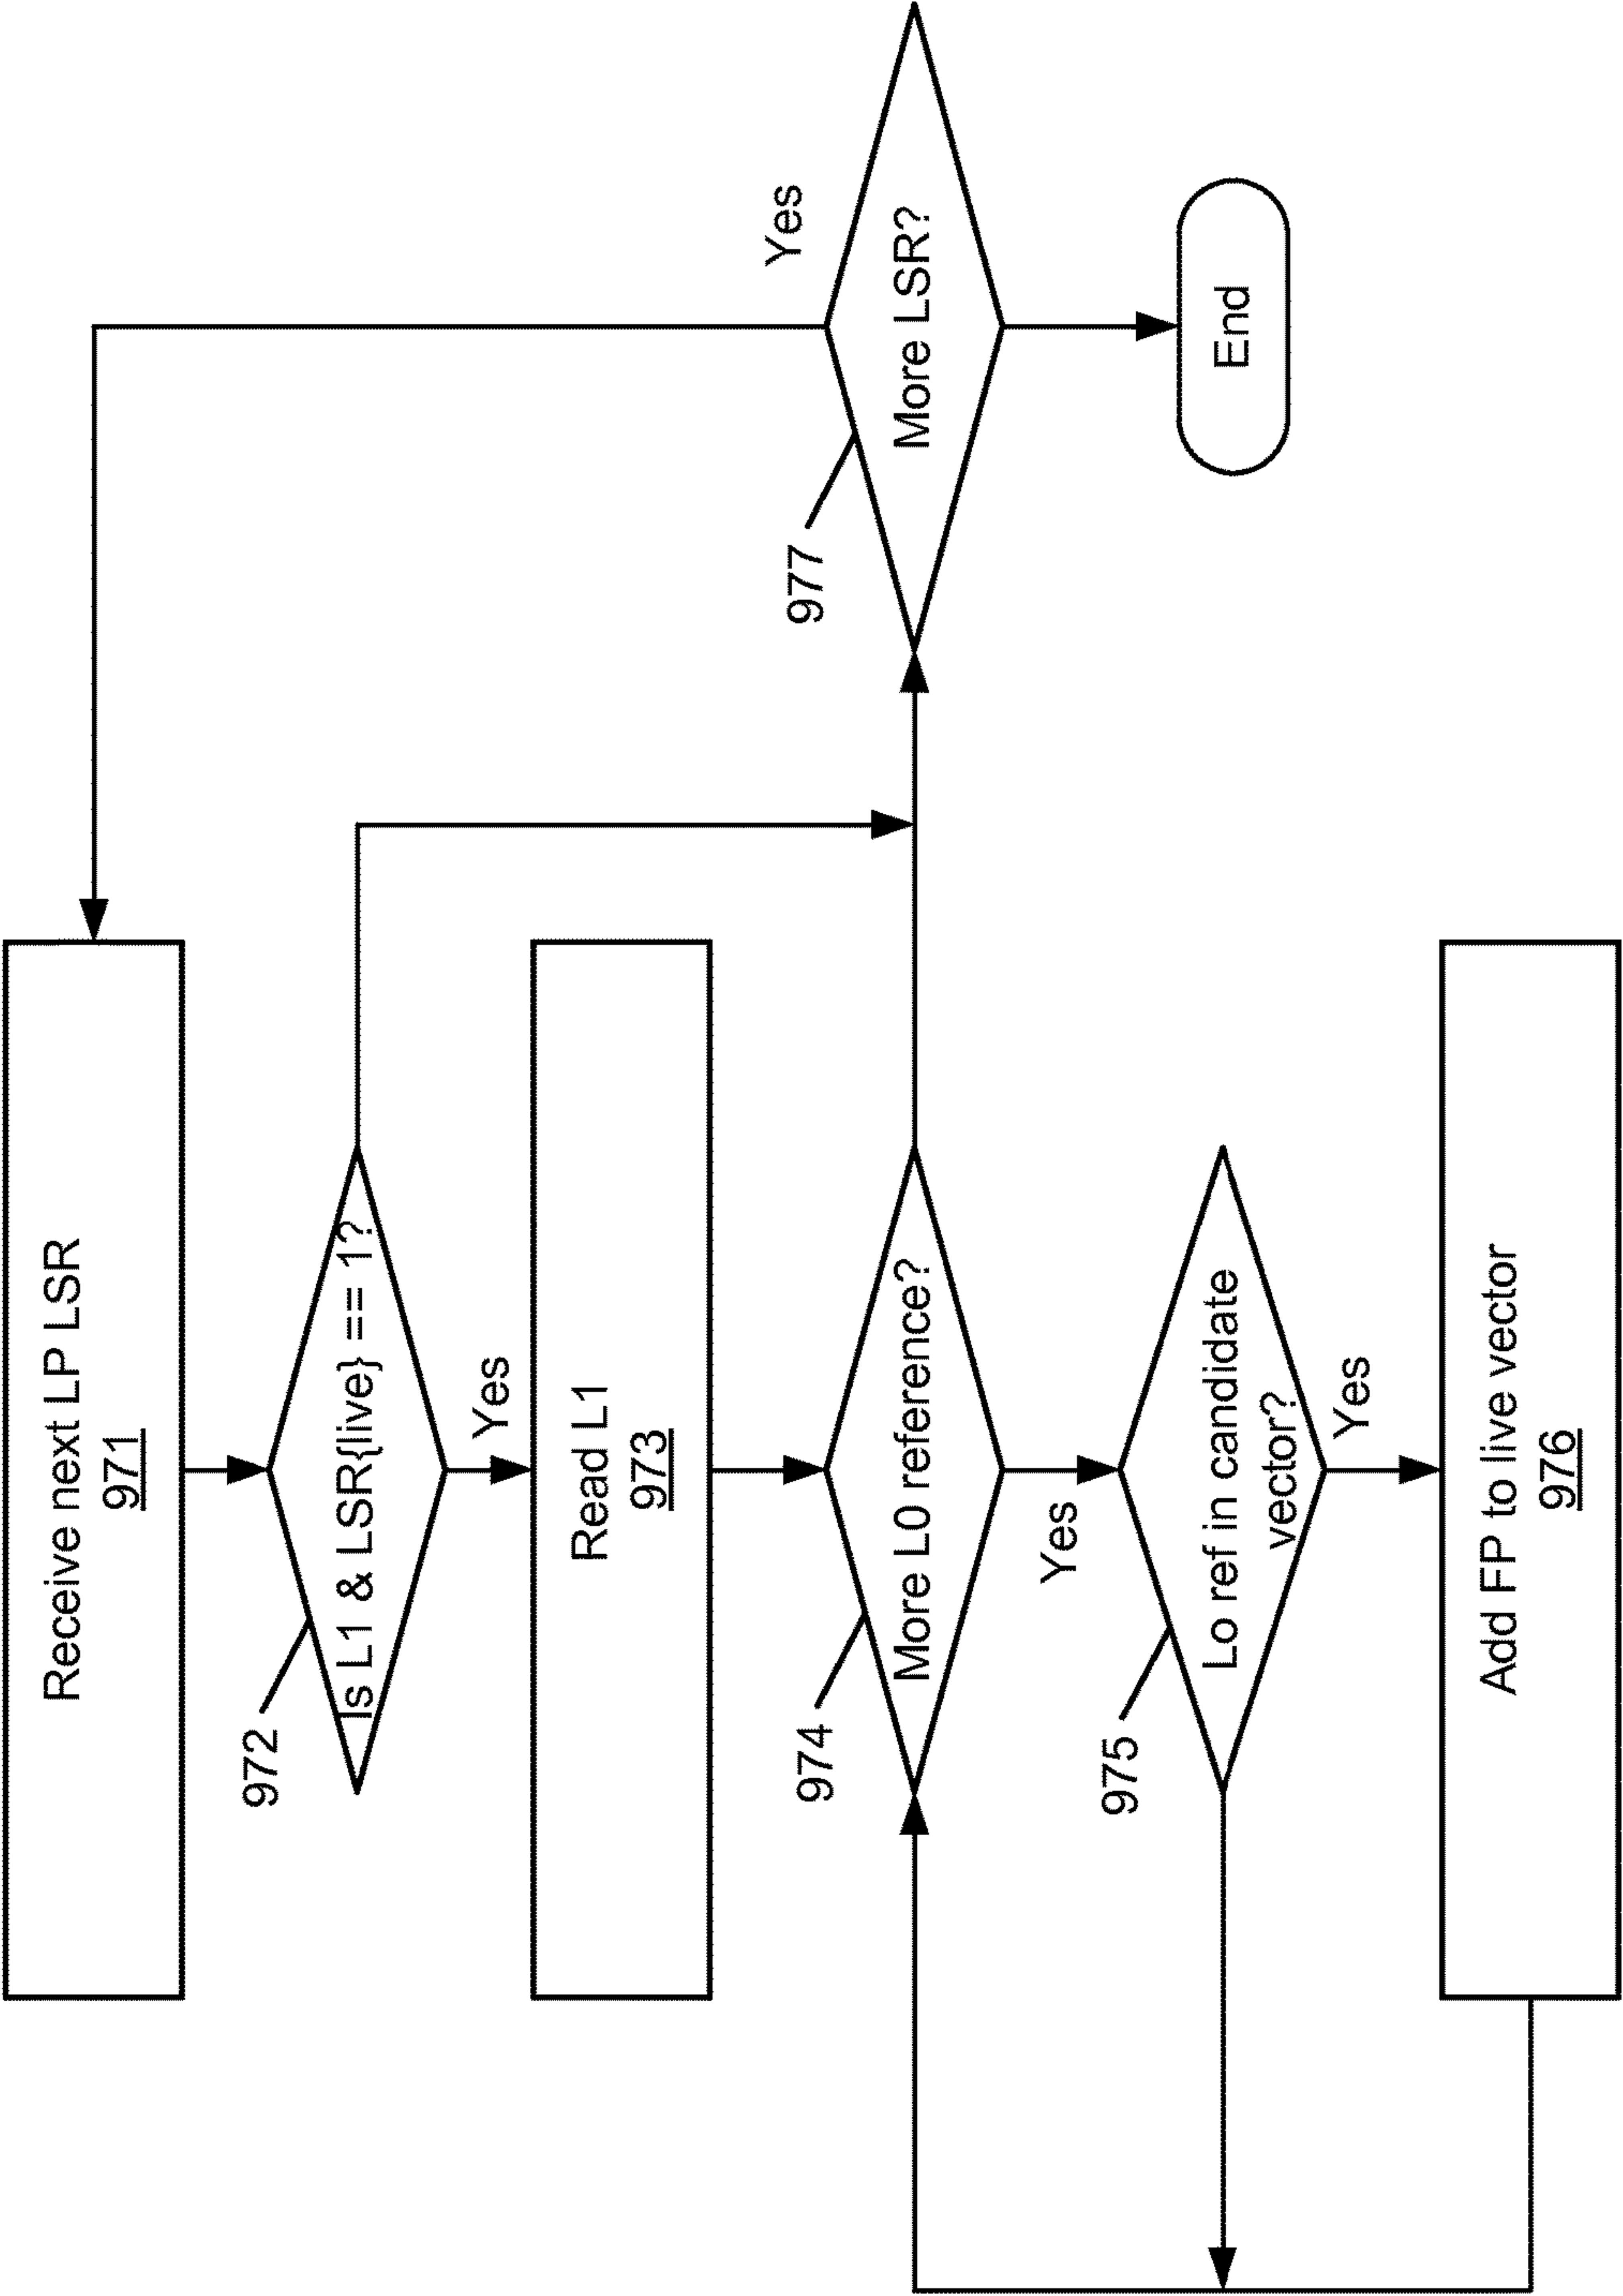 Receive next LP LSR
971
972
Is L1 & LSR{live} == 1?
Yes
Read L1
973
974
More L0 reference?
Yes
975
Lo ref in candidate
vector?
Yes
Add FP to live vector
976
977
More LSR?
Yes
End